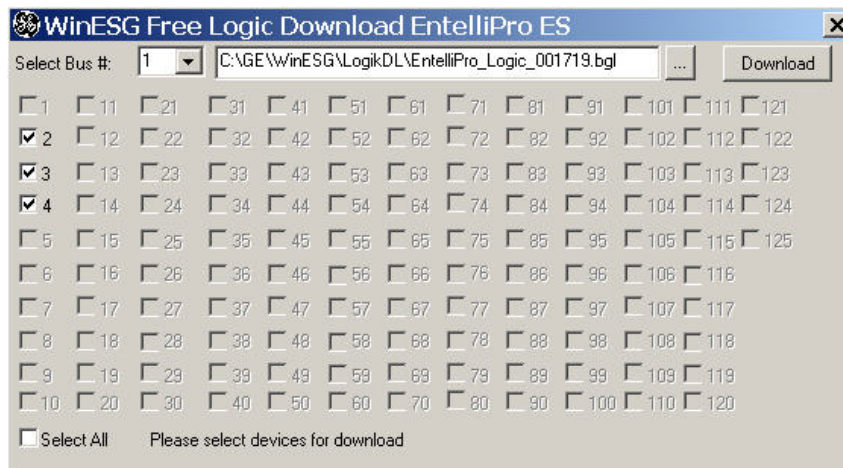 WinESG Free Logic Download EntelliPro ES
Select Bus #: 1 C:\GE\WinESG\LogikDL\EntelliPro_Logic_001719.bgl ... Download
1 11 21 31 41 51 61 71 81 91 101 111 121
2 12 22 32 42 52 62 72 82 92 102 112 122
3 13 23 33 43 53 63 73 83 93 103 113 123
4 14 24 34 44 54 64 74 84 94 104 114 124
5 15 25 35 45 55 65 75 85 95 105 115 125
6 16 26 36 46 56 66 76 86 96 106 116
7 17 27 37 47 57 67 77 87 97 107 117
8 18 28 38 48 58 68 78 88 98 108 118
9 19 29 39 49 59 69 79 89 99 109 119
10 20 30 40 50 60 70 80 90 100 110 120
Select All Please select devices for download